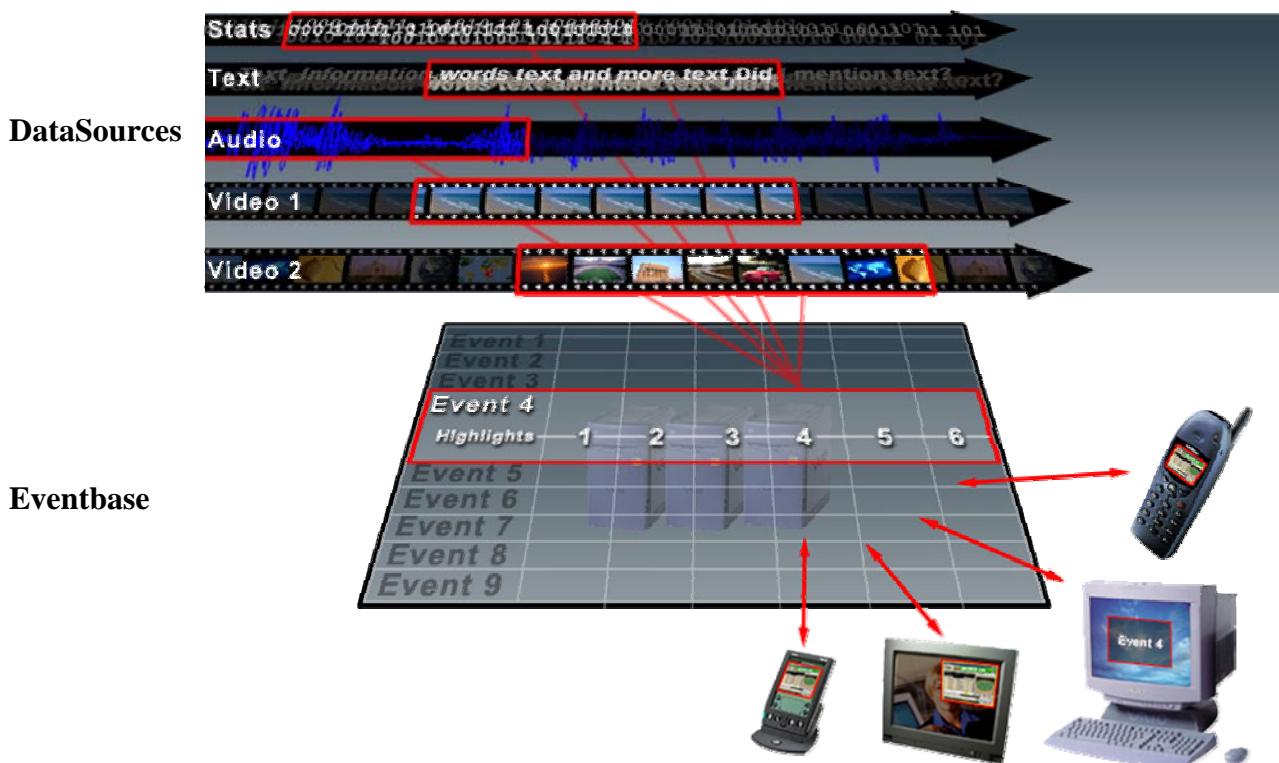 Stats
Text Information words text and more text Did mention text?
DataSources
Audio
Video 1
Video 2
Event 1
Event 2
Event 3
Event 4
Highlights 1 2 3 4 5 6
Event 5
Eventbase
Event 6
Event 7
Event 8
Event 9
Event 4